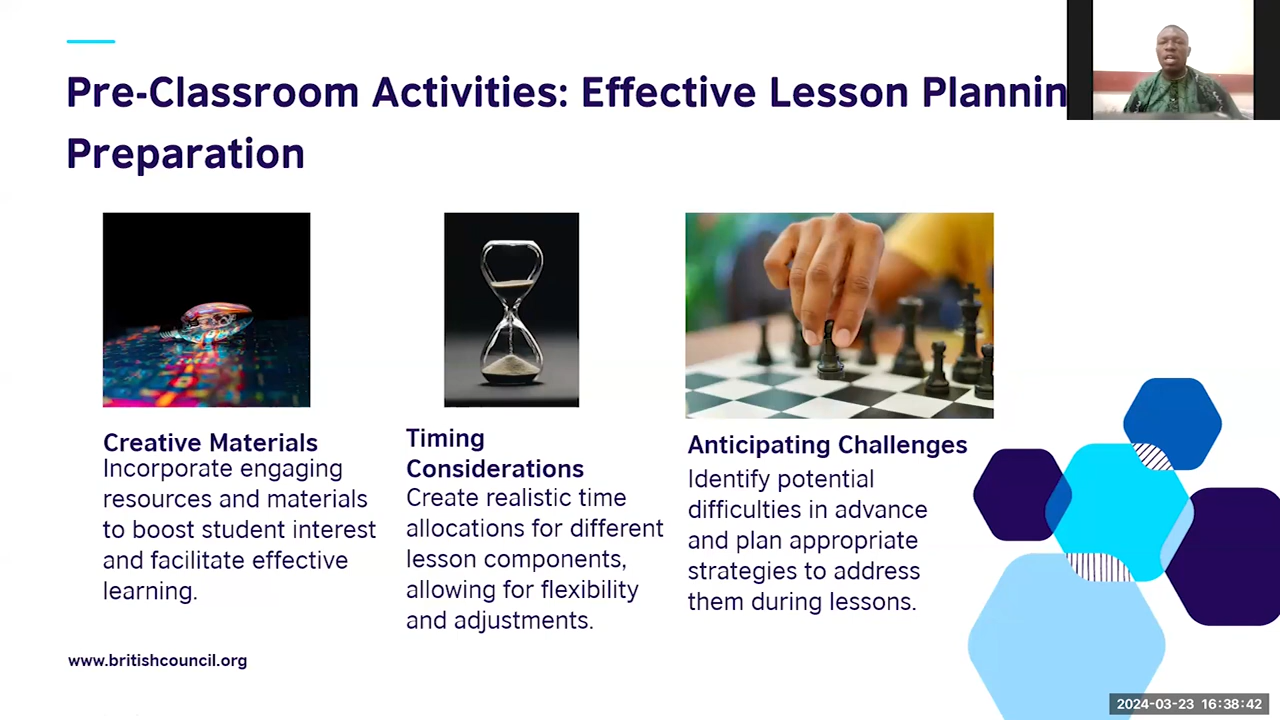 Pre-Classroom Activities: Effective Lesson Plannin
Preparation
Creative Materials
Incorporate engaging
resources and materials
to boost student interest
and facilitate effective
learning.
Timing
Considerations
Create realistic time
allocations for different
lesson components,
allowing for flexibility
and adjustments.
Anticipating Challenges
Identify potential
difficulties in advance
and plan appropriate
strategies to address
them during lessons.
www.britishcouncil.org
2024-03-23 16:38:42